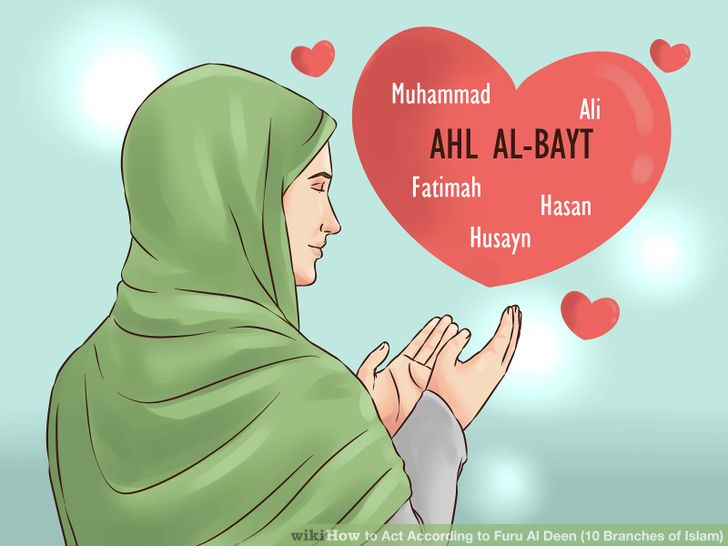 Muhammad
Ali
AHL AL-BAYT
Fatimah
Hasan
Husayn
wikiHow to Act According to Furu Al Deen (10 Branches of Islam)